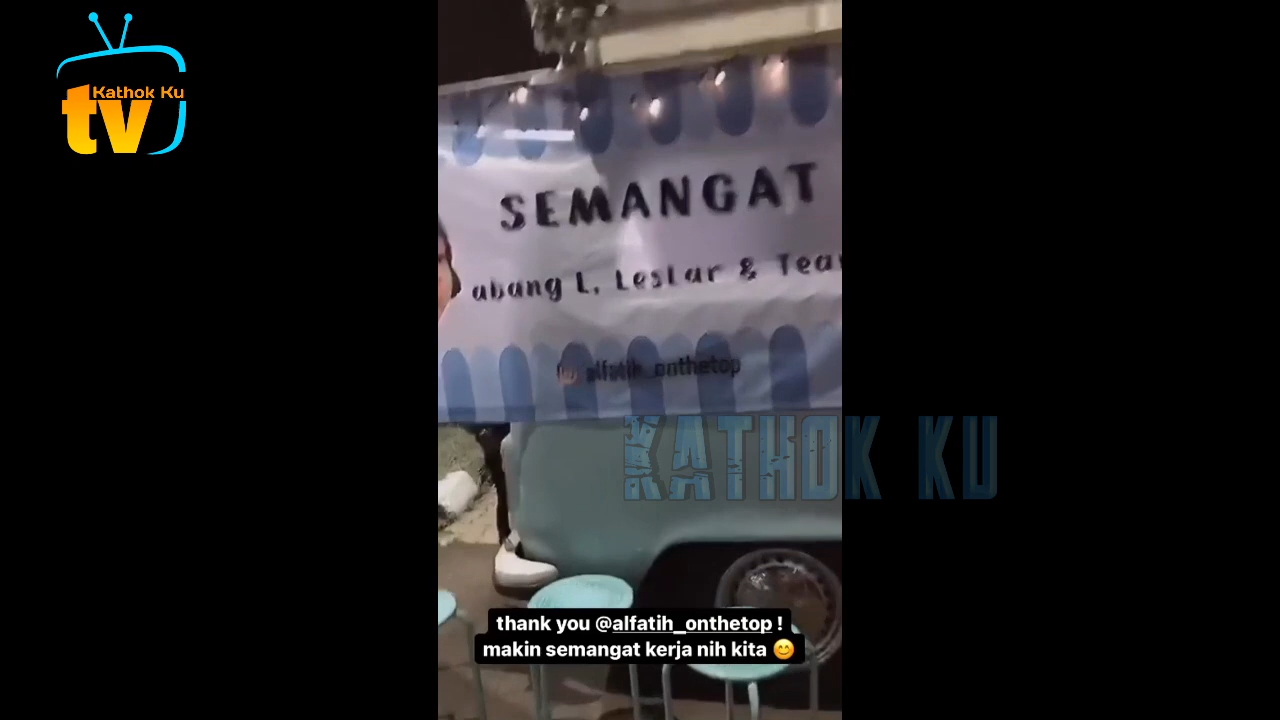 Kathok Ku
tv
SEMANGAT
abang L, Leslar & Tea
@alfatih_onthetop
KATHOK KU
thank you @alfatih_onthetop !
makin semangat kerja nih kita 😊